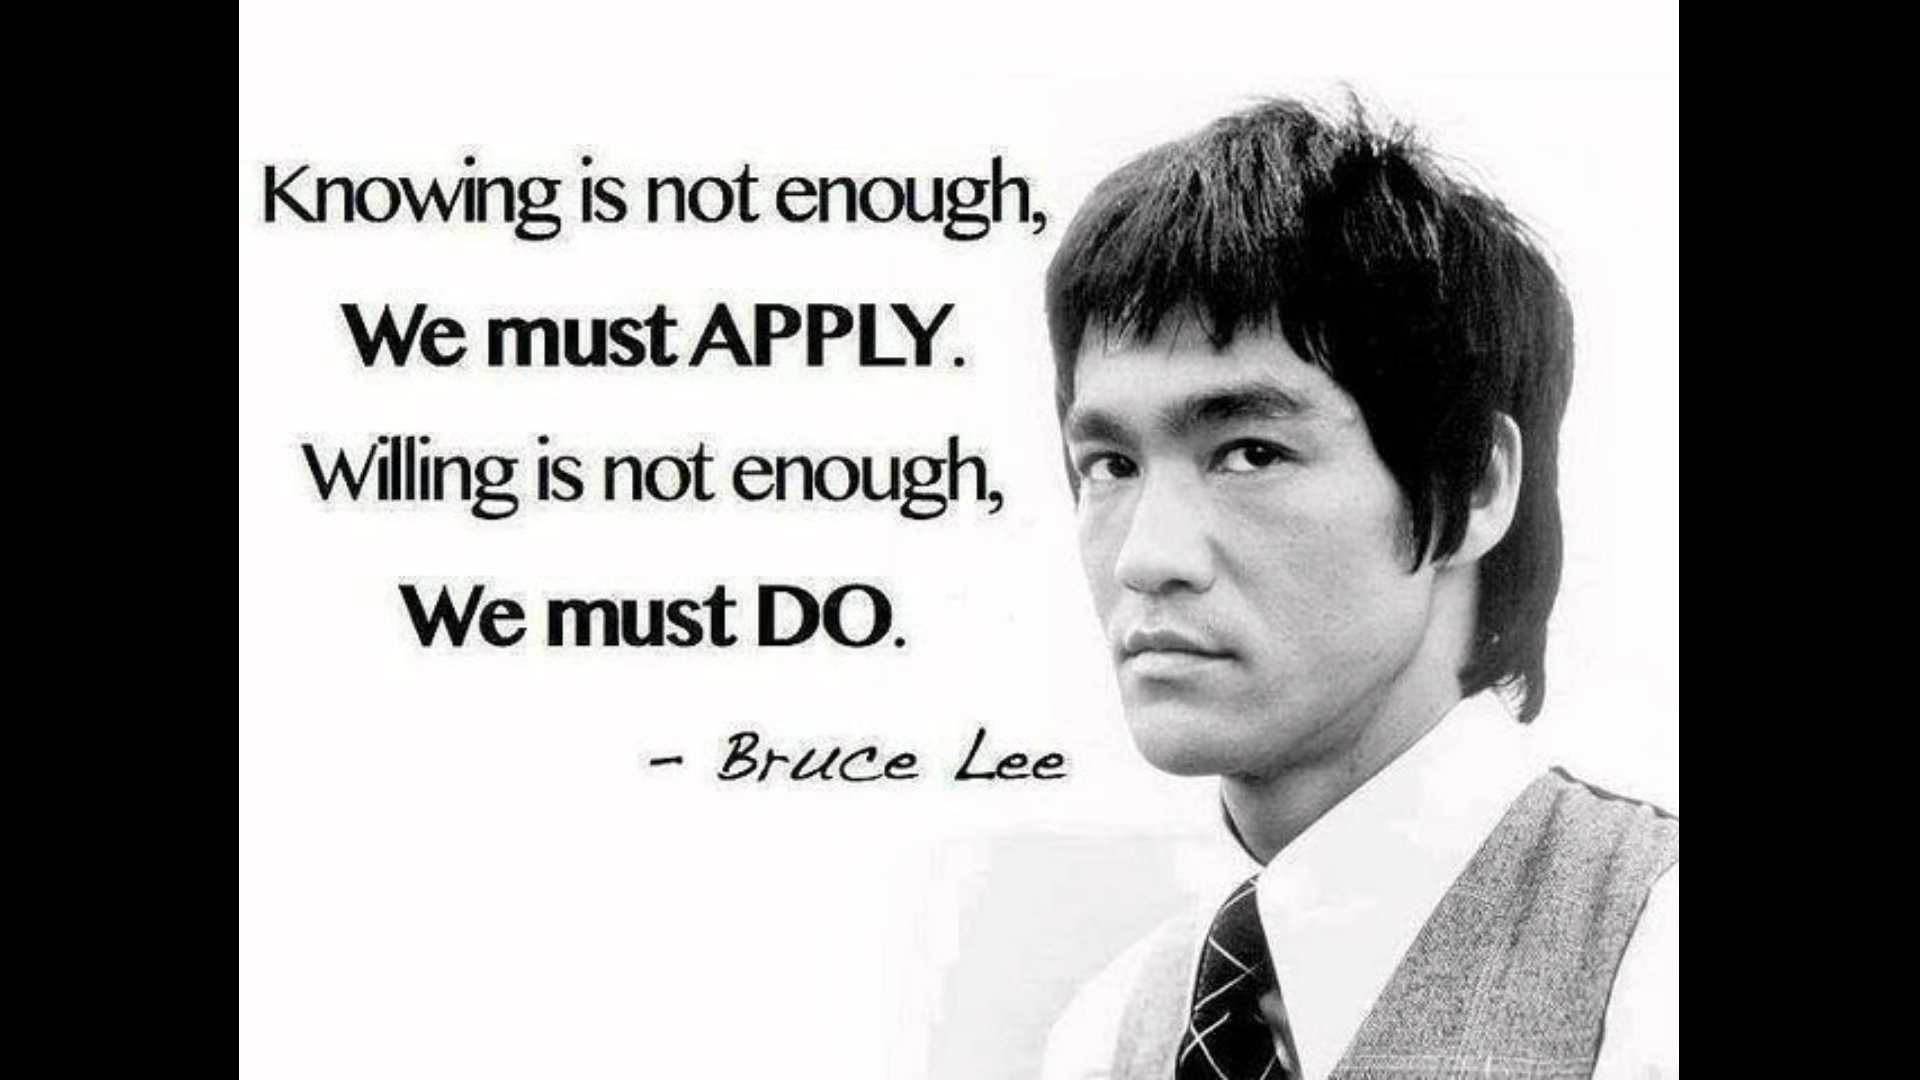 Knowing is not enough,
We must APPLY.
Willing is not enough,
We must DO.
- Bruce Lee